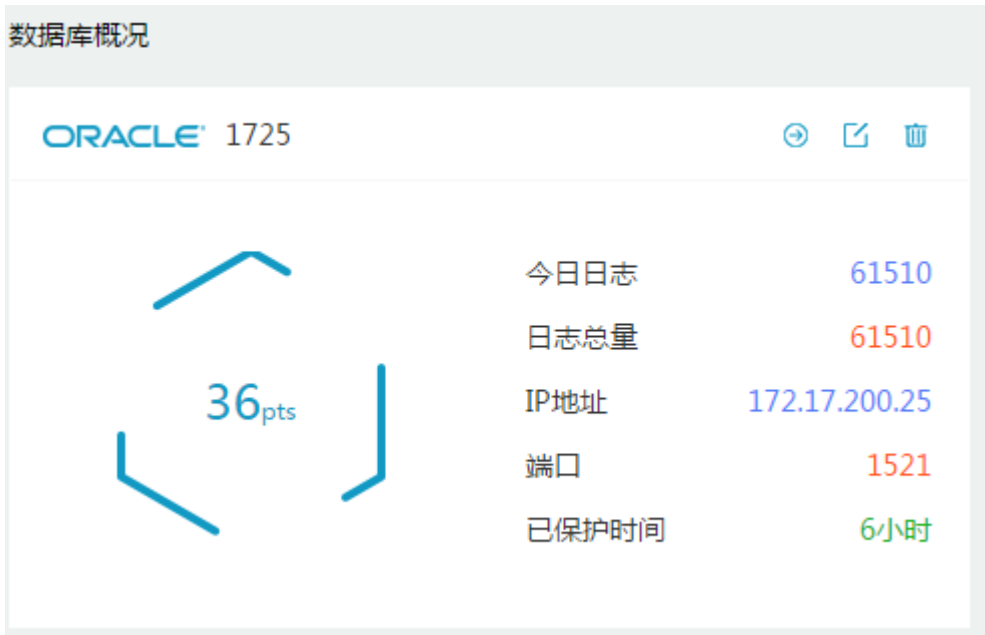 数据库概况
ORACLE 1725
36pts
今日日志 61510
日志总量 61510
IP地址 172.17.200.25
端口 1521
已保护时间 6小时